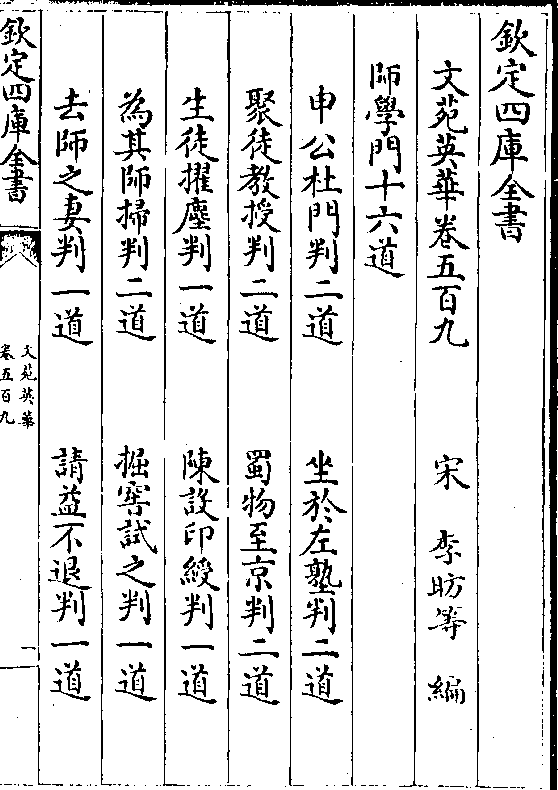 欽定四庫全書
文苑英華卷五百九　宋　李昉等　編
師學門十六道
申公杜門判二道　坐於左塾判二道
聚徒教授判二道　蜀物至京判二道
生徒擢塵判一道　陳設印綬判一道
為其師掃判二道　掘窖試之判一道
去師之妻判一道　請益不退判一道
欽定四庫全書　文苑英華
卷五百九　一